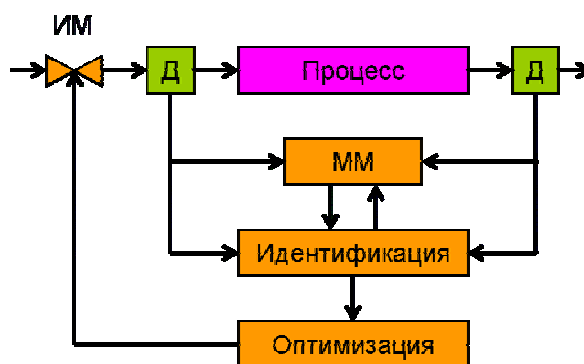 ИМ
Д
Процесс
Д
ММ
Идентификация
Оптимизация